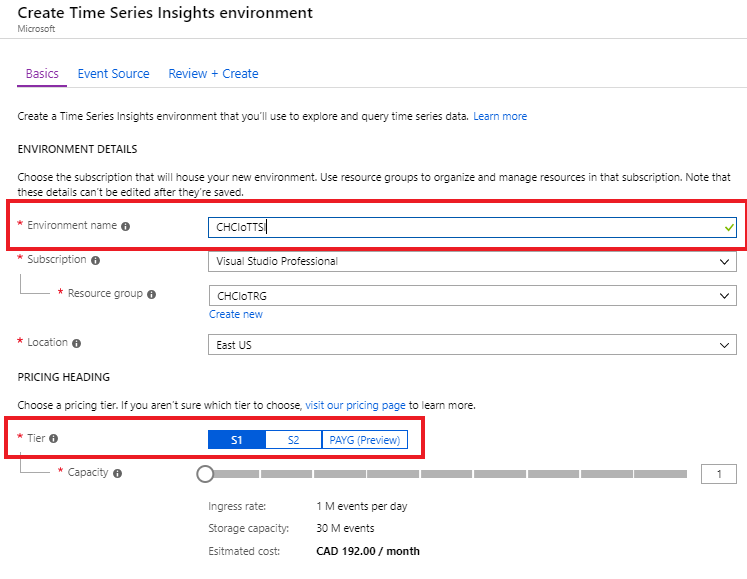 Create Time Series Insights environment
Microsoft
Basics Event Source Review + Create
Create a Time Series Insights environment that you'll use to explore and query time series data. Learn more
ENVIRONMENT DETAILS
Choose the subscription that will house your new environment. Use resource groups to organize and manage resources in that subscription. Note that
these details can't be edited after they're saved.
* Environment name CHCIoTTSI
* Subscription Visual Studio Professional
* Resource group CHCIoTRG
Create new
* Location East US
PRICING HEADING
Choose a pricing tier. If you aren't sure which tier to choose, visit our pricing page to learn more.
* Tier S1 S2 PAYG (Preview)
* Capacity 1
Ingress rate: 1 M events per day
Storage capacity: 30 M events
Esitmated cost: CAD 192.00 / month